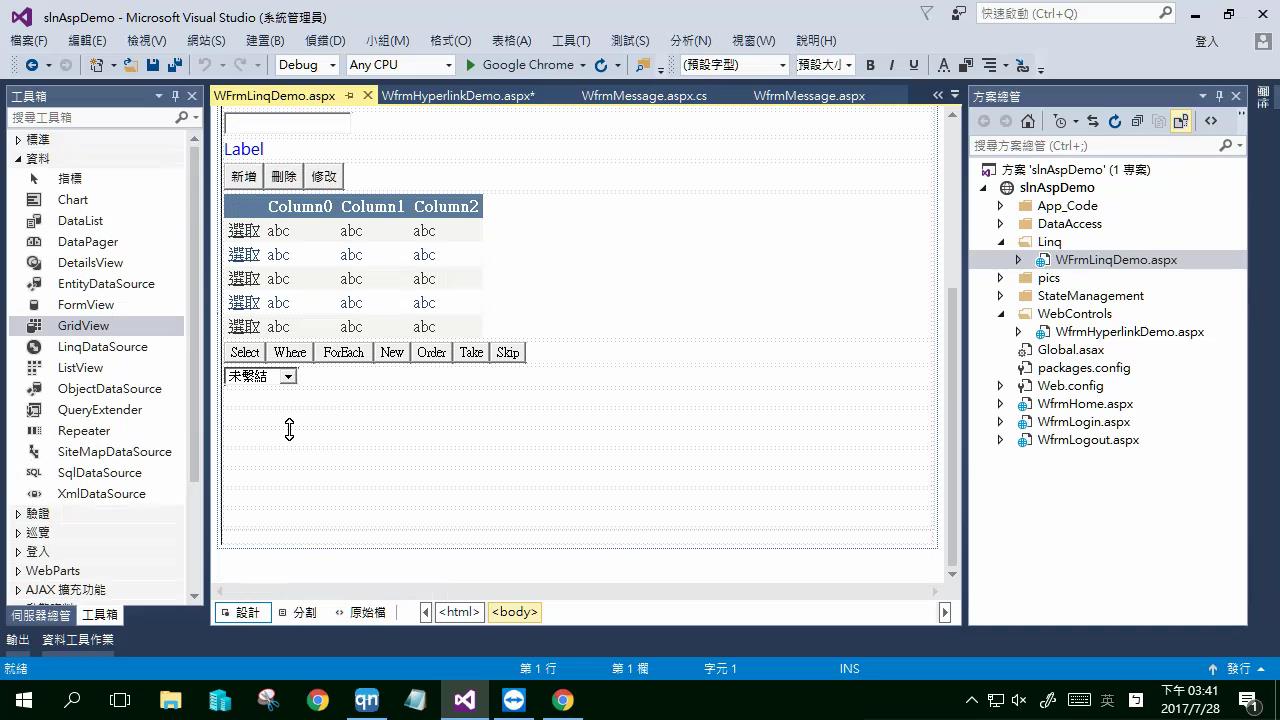 slnAspDemo - Microsoft Visual Studio (系統管理員)
快速啟動 (Ctrl+Q)
檔案(F) 編輯(E) 檢視(V) 網站(S) 建置(B) 偵錯(D) 小組(M) 格式(O) 表格(A) 工具(T) 測試(S) 分析(N) 視窗(W) 說明(H) 登入
Debug Any CPU Google Chrome (預設字型) (預設大小 B I U A
工具箱
搜尋工具箱
標準
資料
指標
Chart
DataList
DataPager
DetailsView
EntityDataSource
FormView
GridView
LinqDataSource
ListView
ObjectDataSource
QueryExtender
Repeater
SiteMapDataSource
SqlDataSource
XmlDataSource
驗證
巡覽
登入
WebParts
AJAX 擴充功能
伺服器總管 工具箱
WFrmLinqDemo.aspx WfrmHyperlinkDemo.aspx* WfrmMessage.aspx.cs WfrmMessage.aspx
Label
新增 刪除 修改
Column0 Column1 Column2
選取 abc abc abc
選取 abc abc abc
選取 abc abc abc
選取 abc abc abc
選取 abc abc abc
Select Where ForEach New Order Take Skip
未繫結
設計 分割 原始檔 <html> <body>
方案總管
搜尋方案總管 (Ctrl+;)
方案 'slnAspDemo' (1 專案)
slnAspDemo
App_Code
DataAccess
Linq
WFrmLinqDemo.aspx
pics
StateManagement
WebControls
WfrmHyperlinkDemo.aspx
Global.asax
packages.config
Web.config
WfrmHome.aspx
WfrmLogin.aspx
WfrmLogout.aspx
輸出 資料工具作業
就緒 第 1 行 第 1 欄 字元 1 INS 發行
qn 英 下午 03:41
2017/7/28
1